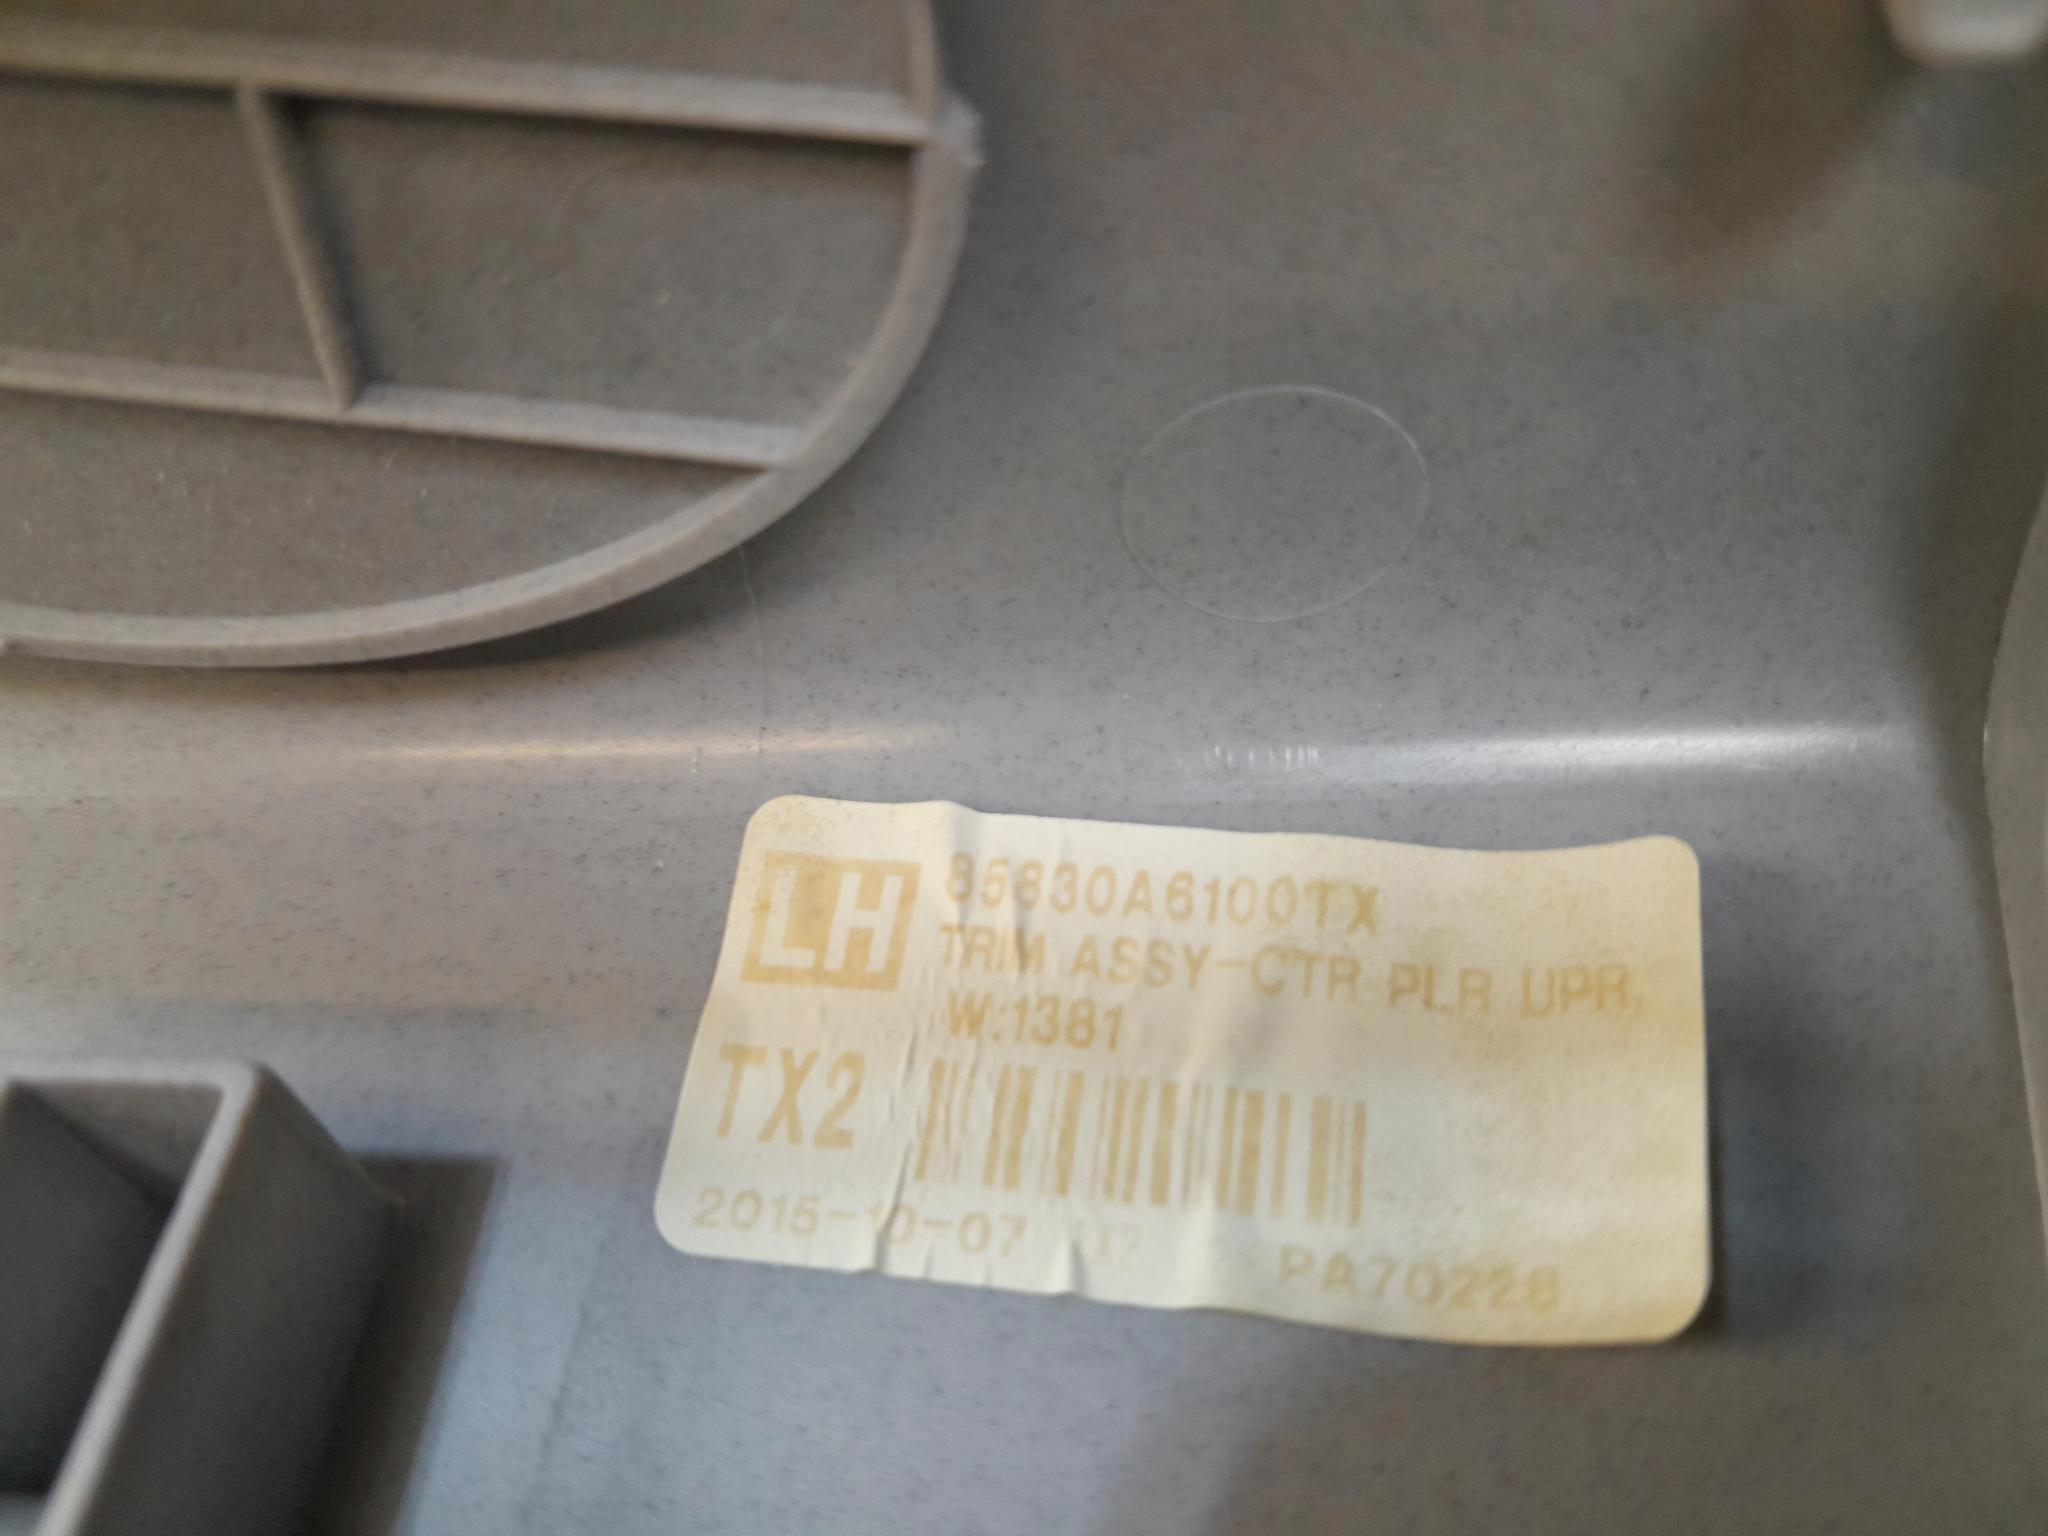 LH
85830A6100TX
TRIM ASSY-CTR PLR UPR,
W:1381
TX2
2015-10-07
PA70228